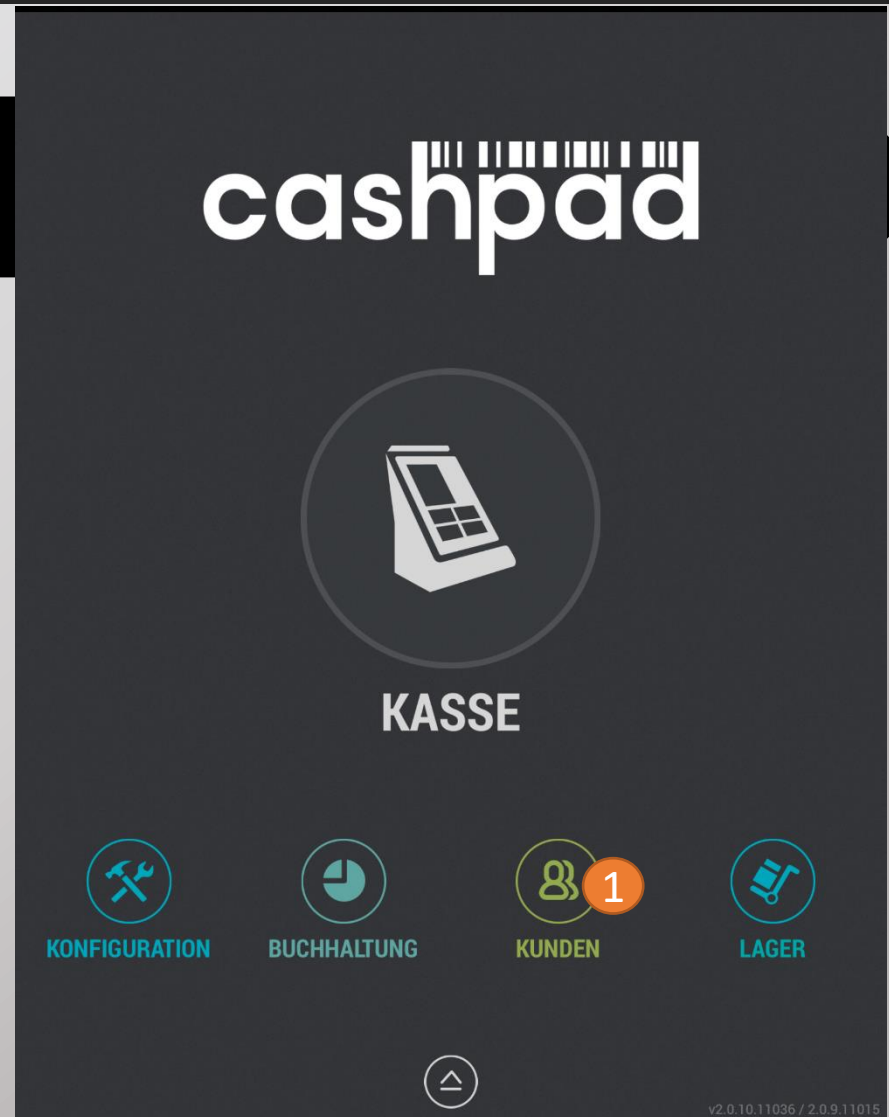 cashpad
KASSE
1
KONFIGURATION BUCHHALTUNG KUNDEN LAGER
v2.0.10.11036 / 2.0.9.11015